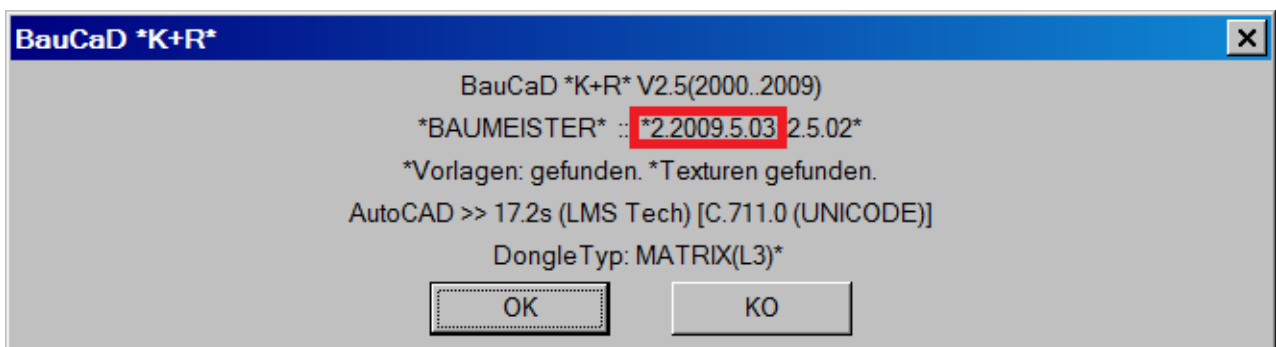 BauCaD *K+R*
BauCaD *K+R* V2.5(2000..2009)
*BAUMEISTER* :: *2.2009.5.03 2.5.02*
*Vorlagen: gefunden. *Texturen gefunden.
AutoCAD >> 17.2s (LMS Tech) [C.711.0 (UNICODE)]
DongleTyp: MATRIX(L3)*
OK KO